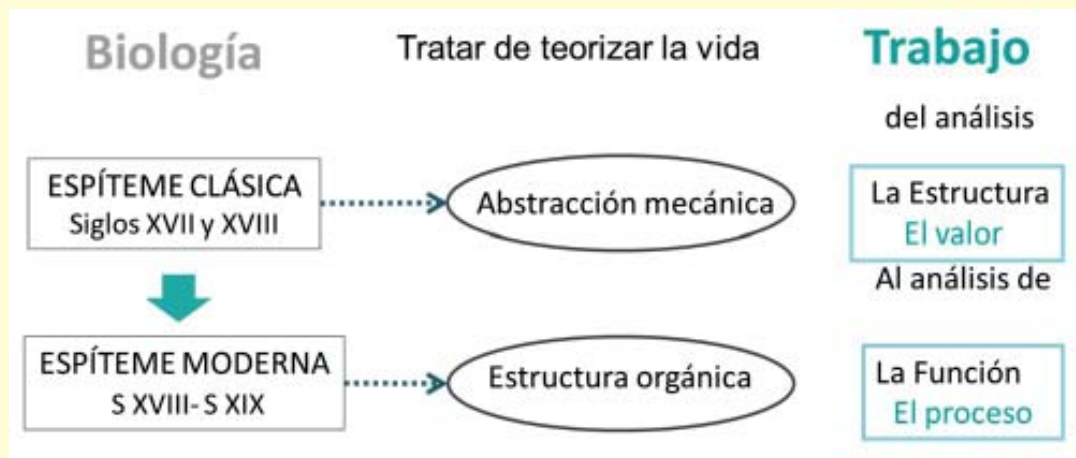 Biología
Tratar de teorizar la vida
Trabajo
del análisis
ESPÍTEME CLÁSICA
Siglos XVII y XVIII
Abstracción mecánica
La Estructura
El valor
Al análisis de
ESPÍTEME MODERNA
S XVIII- S XIX
Estructura orgánica
La Función
El proceso